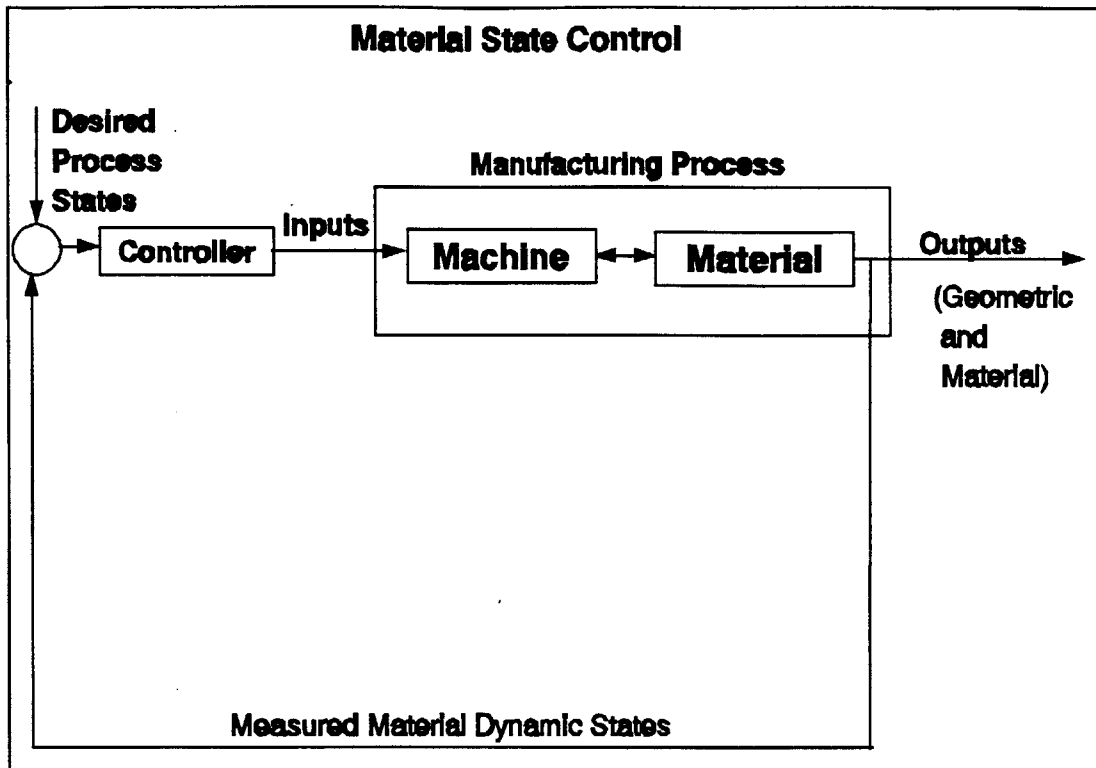 Material State Control
Desired
Process
States
Manufacturing Process
Inputs
Controller
Machine
Material
Outputs
(Geometric
and
Material)
Measured Material Dynamic States